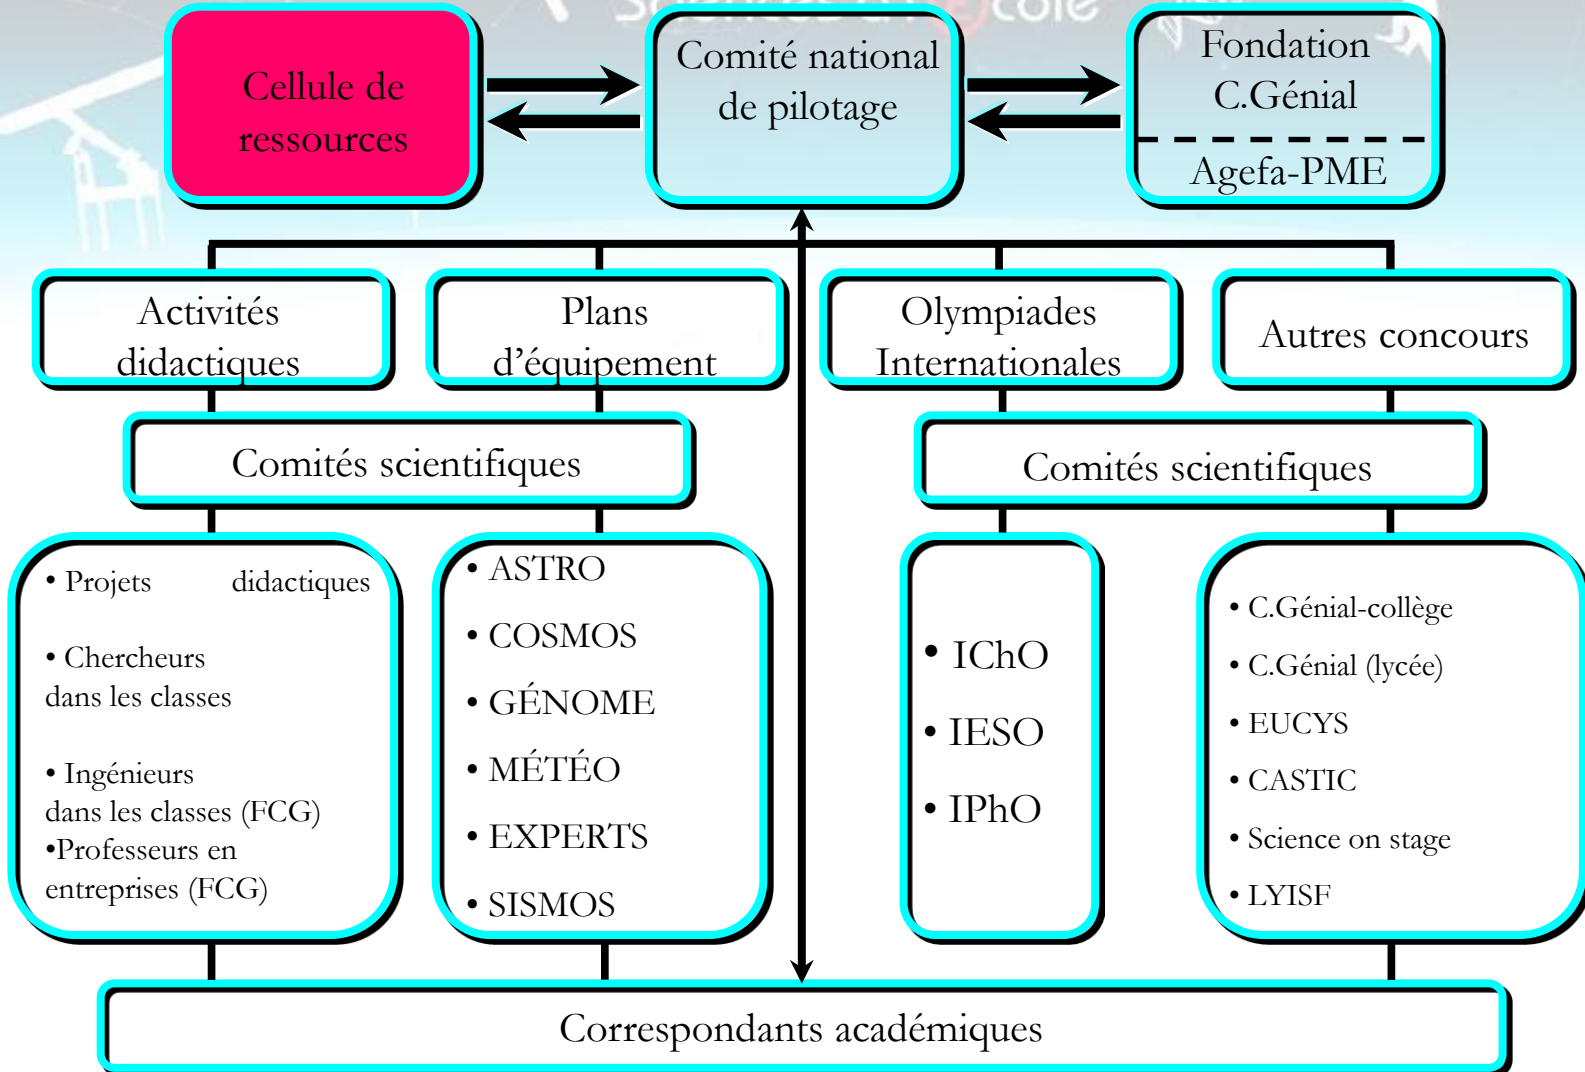 Sciences à l'École
Cellule de
ressources
Comité national
de pilotage
Fondation
C.Génial
Agefa-PME
Activités
didactiques
Plans
d'équipement
Olympiades
Internationales
Autres concours
Comités scientifiques
Comités scientifiques
• Projets didactiques
• Chercheurs
dans les classes
• Ingénieurs
dans les classes (FCG)
•Professeurs en
entreprises (FCG)
• ASTRO
• COSMOS
• GÉNOME
• MÉTÉO
• EXPERTS
• SISMOS
• IChO
• IESO
• IPhO
• C.Génial-collège
• C.Génial (lycée)
• EUCYS
• CASTIC
• Science on stage
• LYISF
Correspondants académiques